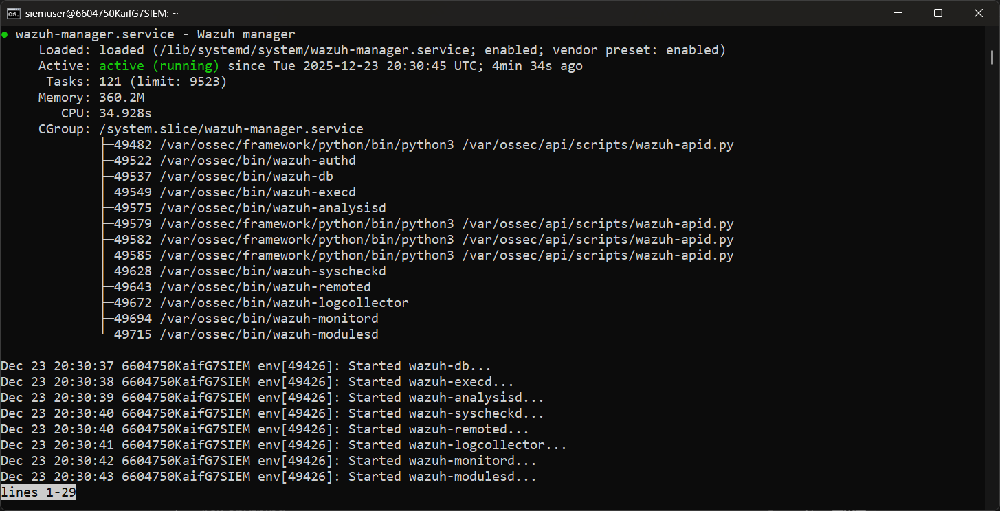 siemuser@6604750KaifG7SIEM: ~
● wazuh-manager.service - Wazuh manager
     Loaded: loaded (/lib/systemd/system/wazuh-manager.service; enabled; vendor preset: enabled)
     Active: active (running) since Tue 2025-12-23 20:30:45 UTC; 4min 34s ago
      Tasks: 121 (limit: 9523)
     Memory: 360.2M
        CPU: 34.928s
     CGroup: /system.slice/wazuh-manager.service
             ├─49482 /var/ossec/framework/python/bin/python3 /var/ossec/api/scripts/wazuh-apid.py
             ├─49522 /var/ossec/bin/wazuh-authd
             ├─49537 /var/ossec/bin/wazuh-db
             ├─49549 /var/ossec/bin/wazuh-execd
             ├─49575 /var/ossec/bin/wazuh-analysisd
             ├─49579 /var/ossec/framework/python/bin/python3 /var/ossec/api/scripts/wazuh-apid.py
             ├─49582 /var/ossec/framework/python/bin/python3 /var/ossec/api/scripts/wazuh-apid.py
             ├─49585 /var/ossec/framework/python/bin/python3 /var/ossec/api/scripts/wazuh-apid.py
             ├─49628 /var/ossec/bin/wazuh-syscheckd
             ├─49643 /var/ossec/bin/wazuh-remoted
             ├─49672 /var/ossec/bin/wazuh-logcollector
             ├─49694 /var/ossec/bin/wazuh-monitord
             └─49715 /var/ossec/bin/wazuh-modulesd

Dec 23 20:30:37 6604750KaifG7SIEM env[49426]: Started wazuh-db...
Dec 23 20:30:38 6604750KaifG7SIEM env[49426]: Started wazuh-execd...
Dec 23 20:30:39 6604750KaifG7SIEM env[49426]: Started wazuh-analysisd...
Dec 23 20:30:40 6604750KaifG7SIEM env[49426]: Started wazuh-syscheckd...
Dec 23 20:30:40 6604750KaifG7SIEM env[49426]: Started wazuh-remoted...
Dec 23 20:30:41 6604750KaifG7SIEM env[49426]: Started wazuh-logcollector...
Dec 23 20:30:42 6604750KaifG7SIEM env[49426]: Started wazuh-monitord...
Dec 23 20:30:43 6604750KaifG7SIEM env[49426]: Started wazuh-modulesd...
lines 1-29